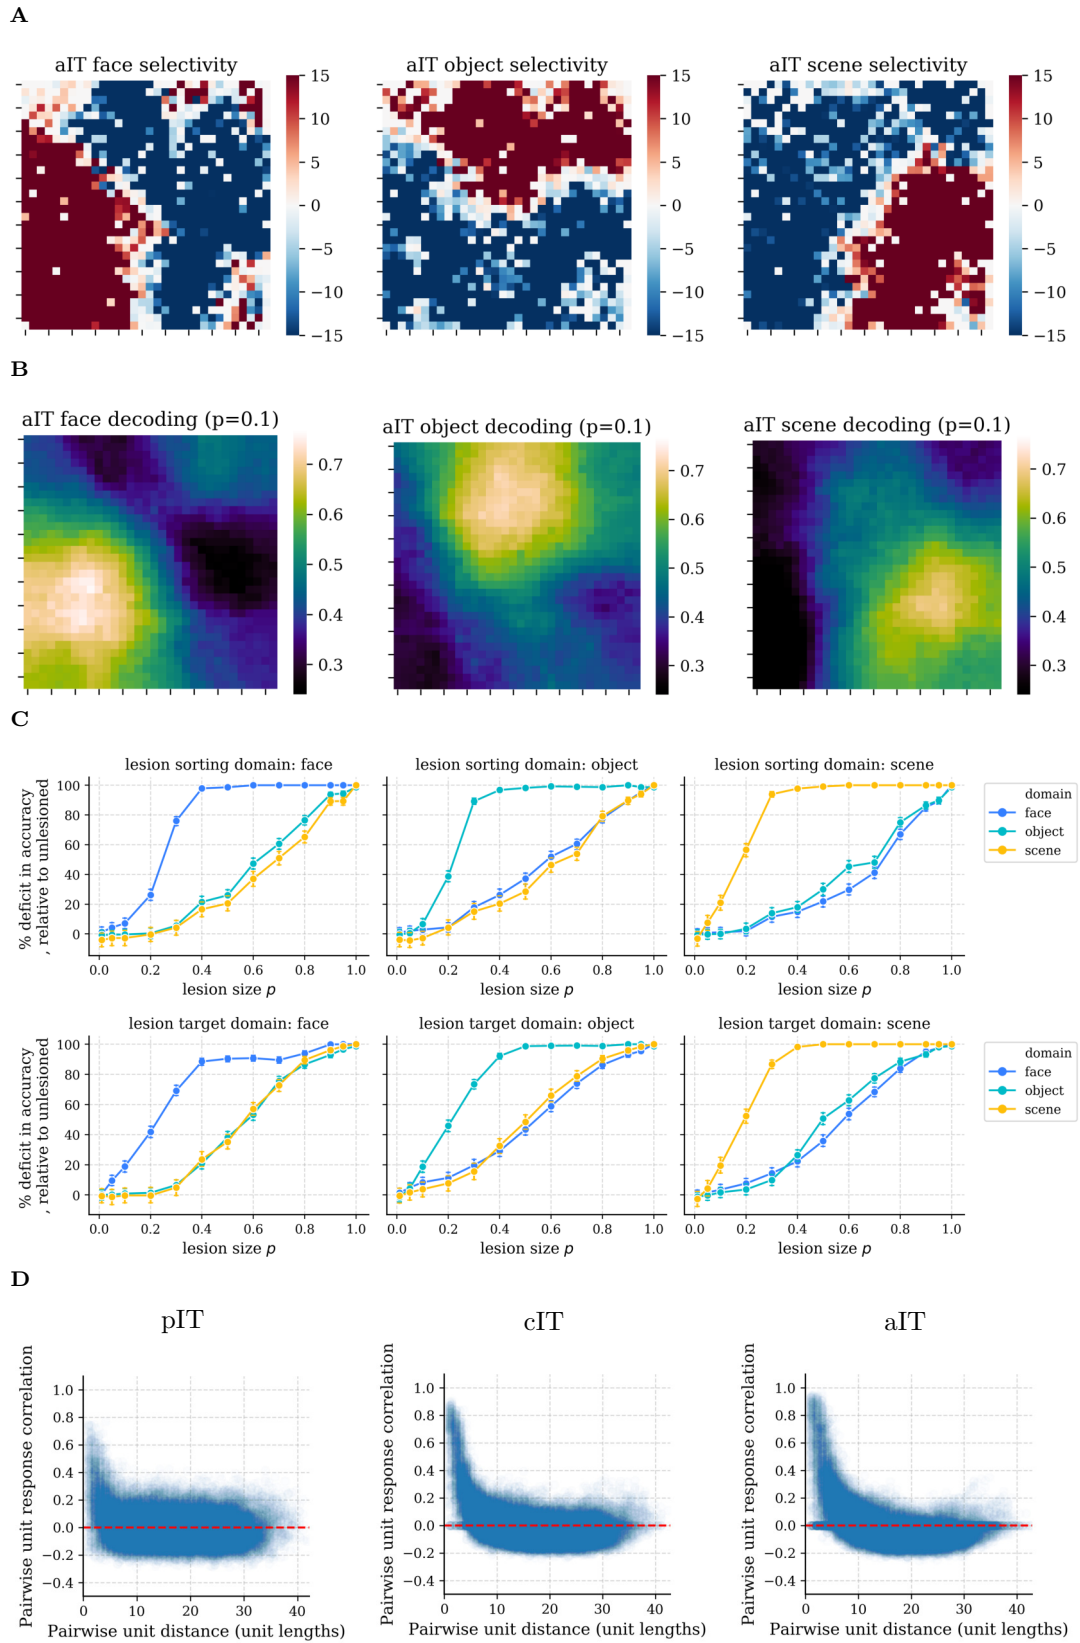 A
aIT face selectivity
aIT object selectivity
aIT scene selectivity
15
10
5
0
−5
−10
−15
15
10
5
0
−5
−10
−15
15
10
5
0
−5
−10
−15
B
aIT face decoding (p=0.1)
aIT object decoding (p=0.1)
aIT scene decoding (p=0.1)
0.7
0.6
0.5
0.4
0.3
0.7
0.6
0.5
0.4
0.3
0.7
0.6
0.5
0.4
0.3
C
lesion sorting domain: face
lesion sorting domain: object
lesion sorting domain: scene
% deficit in accuracy
, relative to unlesioned
100
80
60
40
20
0
0.0 0.2 0.4 0.6 0.8 1.0
0.0 0.2 0.4 0.6 0.8 1.0
0.0 0.2 0.4 0.6 0.8 1.0
lesion size p
lesion size p
lesion size p
domain
face
object
scene
lesion target domain: face
lesion target domain: object
lesion target domain: scene
% deficit in accuracy
, relative to unlesioned
100
80
60
40
20
0
0.0 0.2 0.4 0.6 0.8 1.0
0.0 0.2 0.4 0.6 0.8 1.0
0.0 0.2 0.4 0.6 0.8 1.0
lesion size p
lesion size p
lesion size p
domain
face
object
scene
D
pIT
cIT
aIT
Pairwise unit response correlation
1.0
0.8
0.6
0.4
0.2
0.0
−0.2
−0.4
0 10 20 30 40
Pairwise unit distance (unit lengths)
Pairwise unit response correlation
1.0
0.8
0.6
0.4
0.2
0.0
−0.2
−0.4
0 10 20 30 40
Pairwise unit distance (unit lengths)
Pairwise unit response correlation
1.0
0.8
0.6
0.4
0.2
0.0
−0.2
−0.4
0 10 20 30 40
Pairwise unit distance (unit lengths)